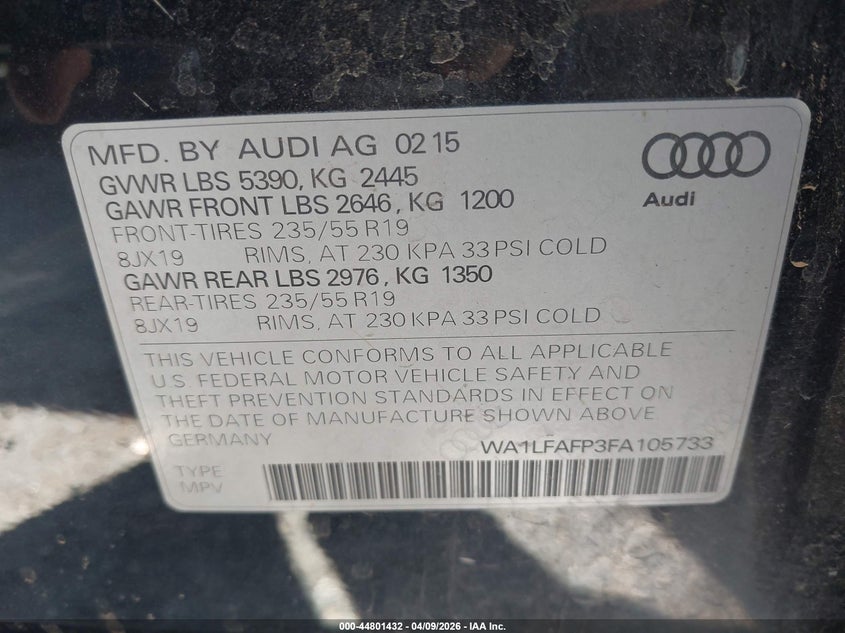 MFD. BY AUDI AG 02 15
GVWR LBS 5390, KG 2445
GAWR FRONT LBS 2646, KG 1200
FRONT-TIRES 235/55 R19
8JX19 RIMS, AT 230 KPA 33 PSI COLD
GAWR REAR LBS 2976, KG 1350
REAR-TIRES 235/55 R19
8JX19 RIMS, AT 230 KPA 33 PSI COLD
Audi
THIS VEHICLE CONFORMS TO ALL APPLICABLE
U.S. FEDERAL MOTOR VEHICLE SAFETY AND
THEFT PREVENTION STANDARDS IN EFFECT ON
THE DATE OF MANUFACTURE SHOWN ABOVE
GERMANY
WA1LFAFP3FA105733
TYPE
MPV
000-44801432 - 04/09/2026 - IAA Inc.